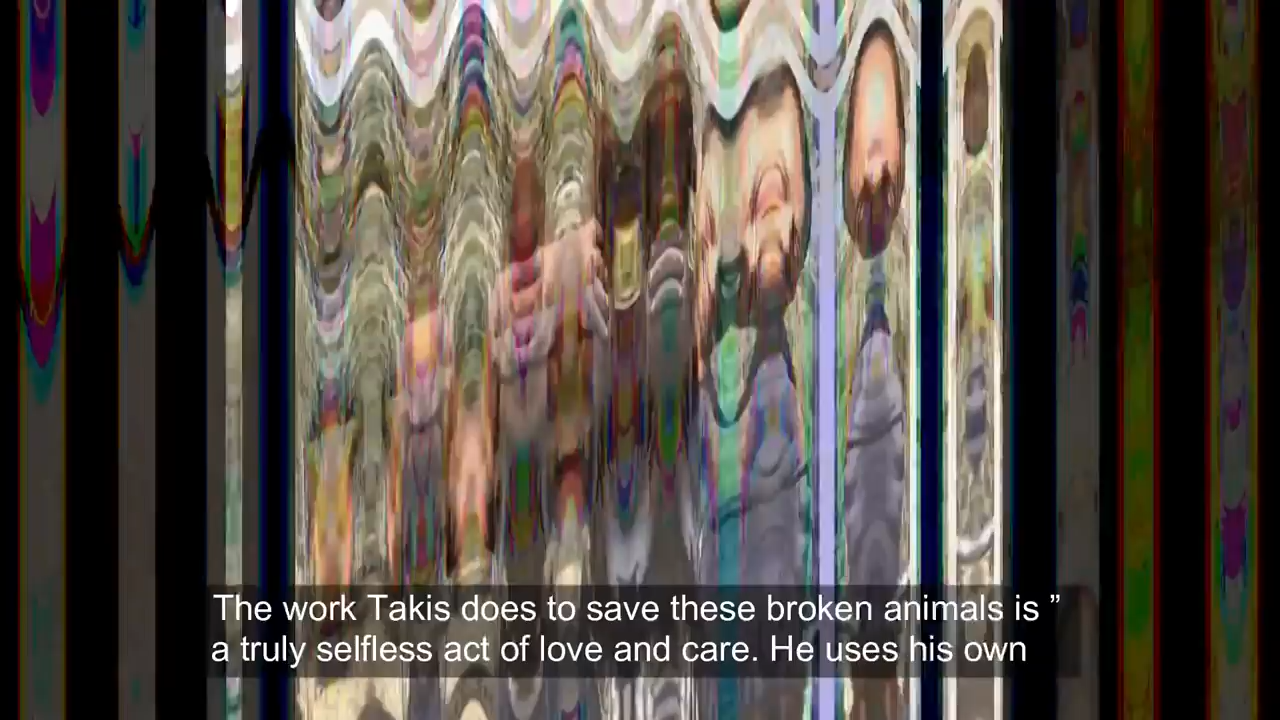 The work Takis does to save these broken animals is ”
a truly selfless act of love and care. He uses his own